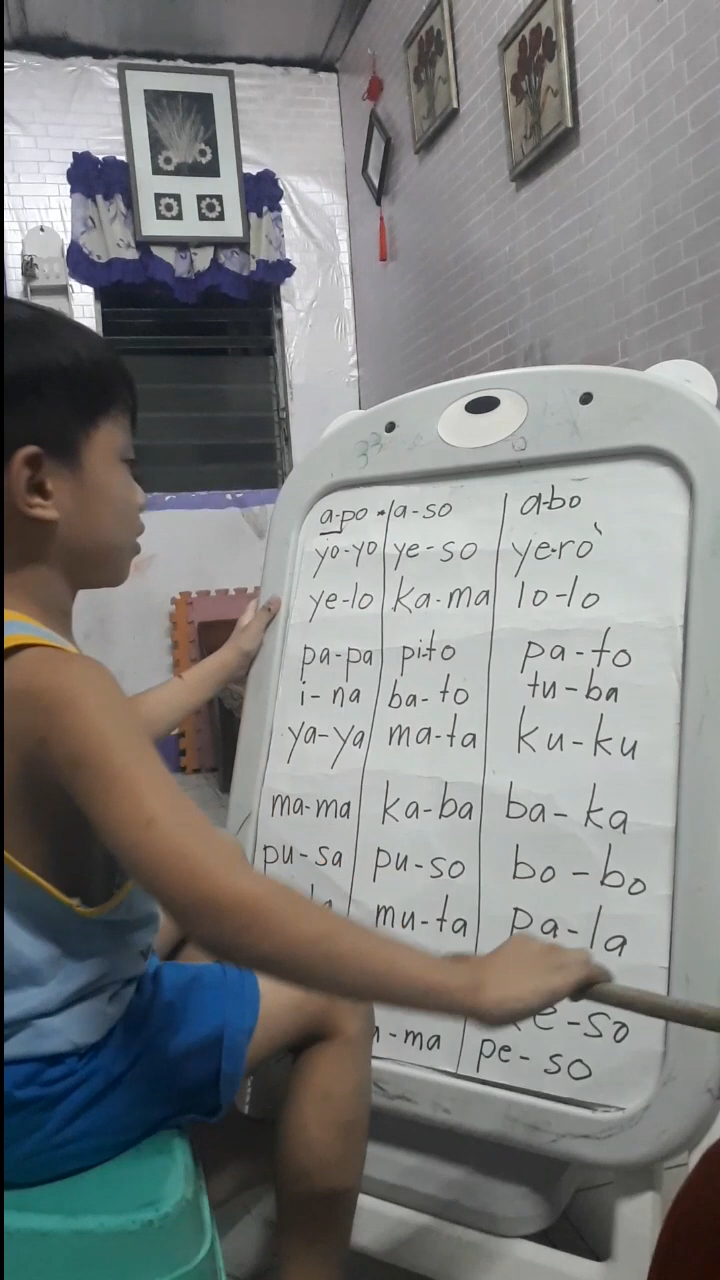 a-po a-so a-bo
yo-yo ye-so ye-ro
ye-lo ka-ma lo-lo
pa-pa pi-to pa-to
i-na ba-to tu-ba
ya-ya ma-ta ku-ku
ma-ma ka-ba ba-ka
pu-sa pu-so bo-bo
mu-ta pa-la
e-so
-ma pe-so